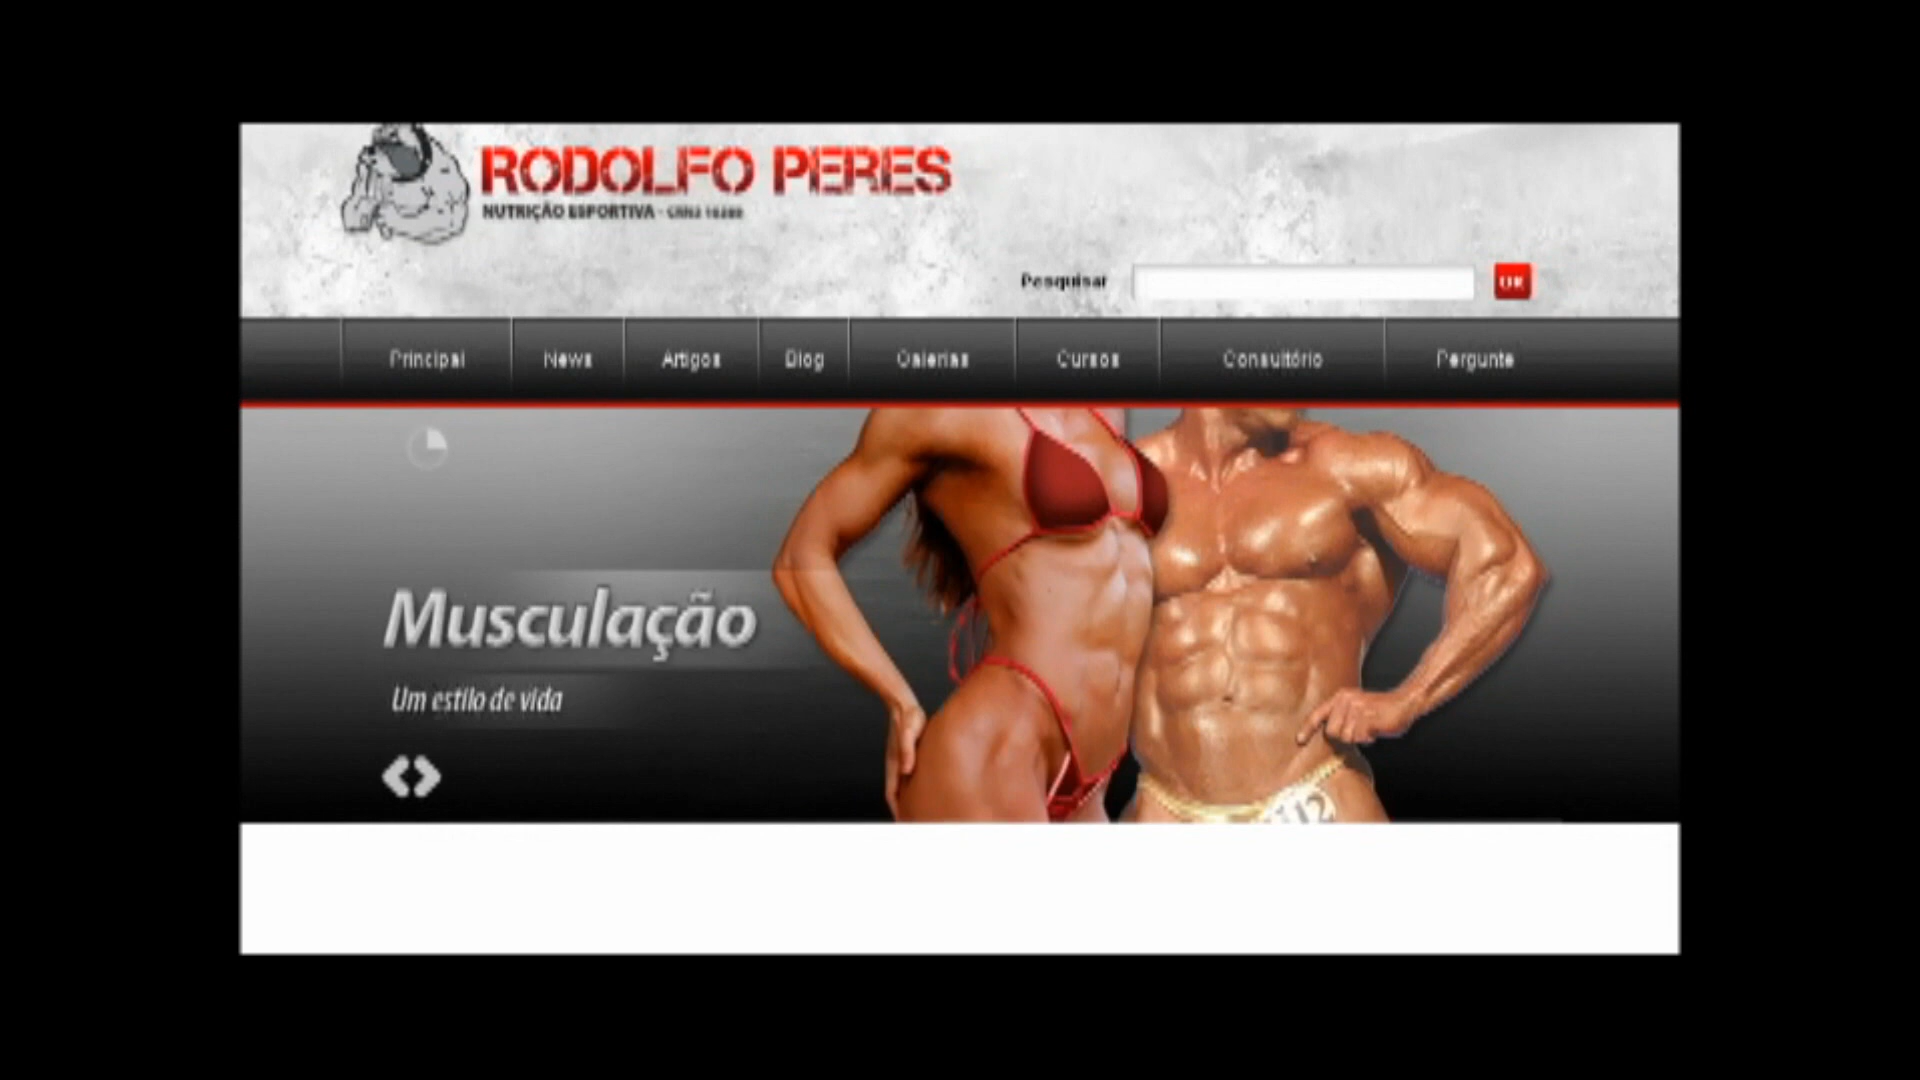 RODOLFO PERES
NUTRIÇÃO ESPORTIVA -
Pesquisar
OK
Principal
News
Artigos
Blog
Galerias
Cursos
Consultório
Pergunte
Musculação
Um estilo de vida
12